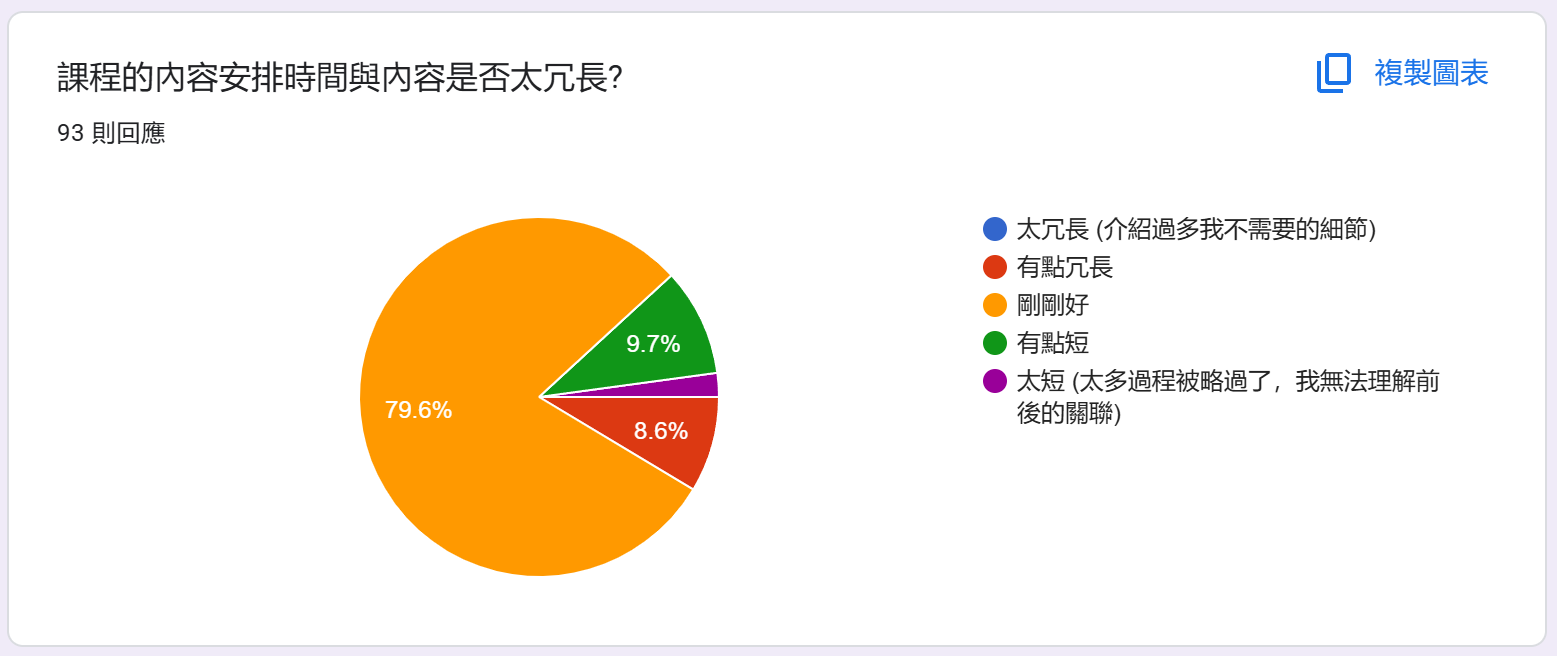 課程的內容安排時間與內容是否太冗長?
複製圖表
93 則回應
太冗長 (介紹過多我不需要的細節)
有點冗長
剛剛好
有點短
太短 (太多過程被略過了，我無法理解前
後的關聯)
9.7%
79.6%
8.6%